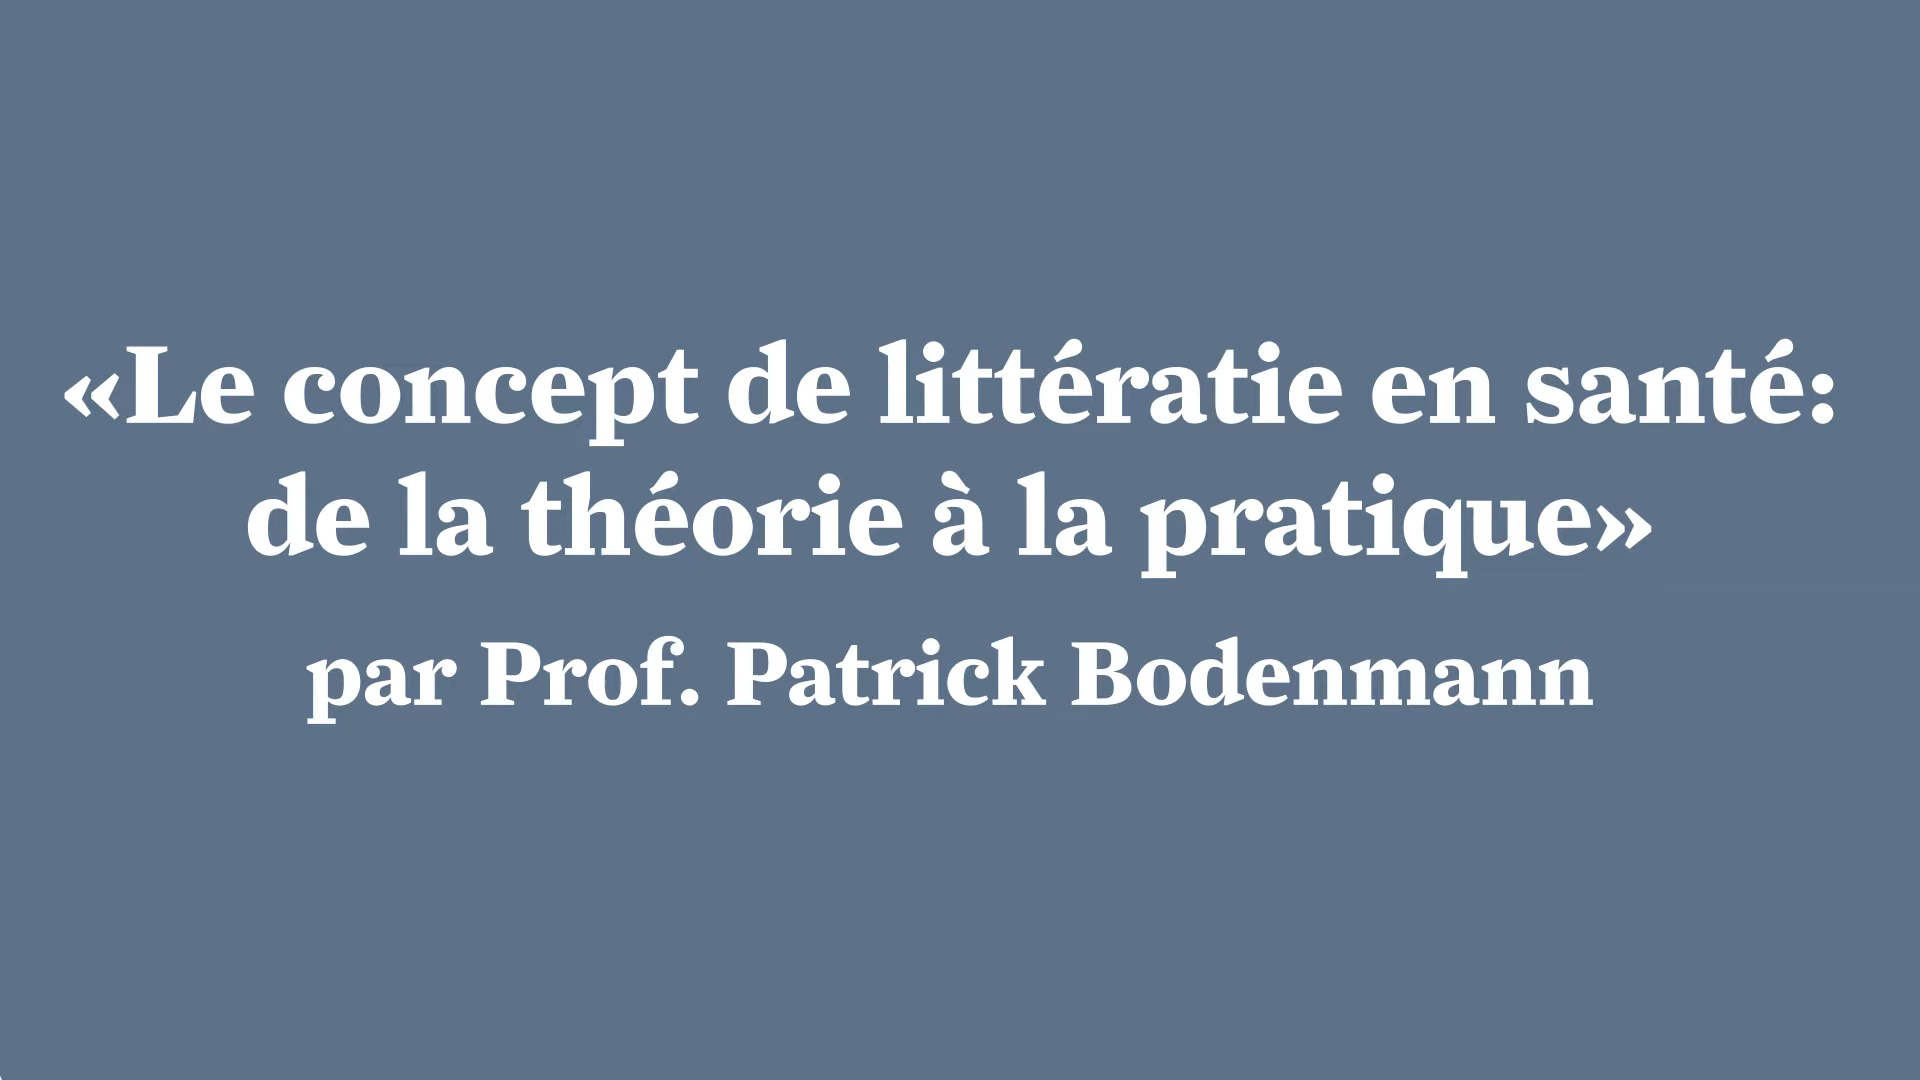 «Le concept de littératie en santé:
de la théorie à la pratique»
par Prof. Patrick Bodenmann